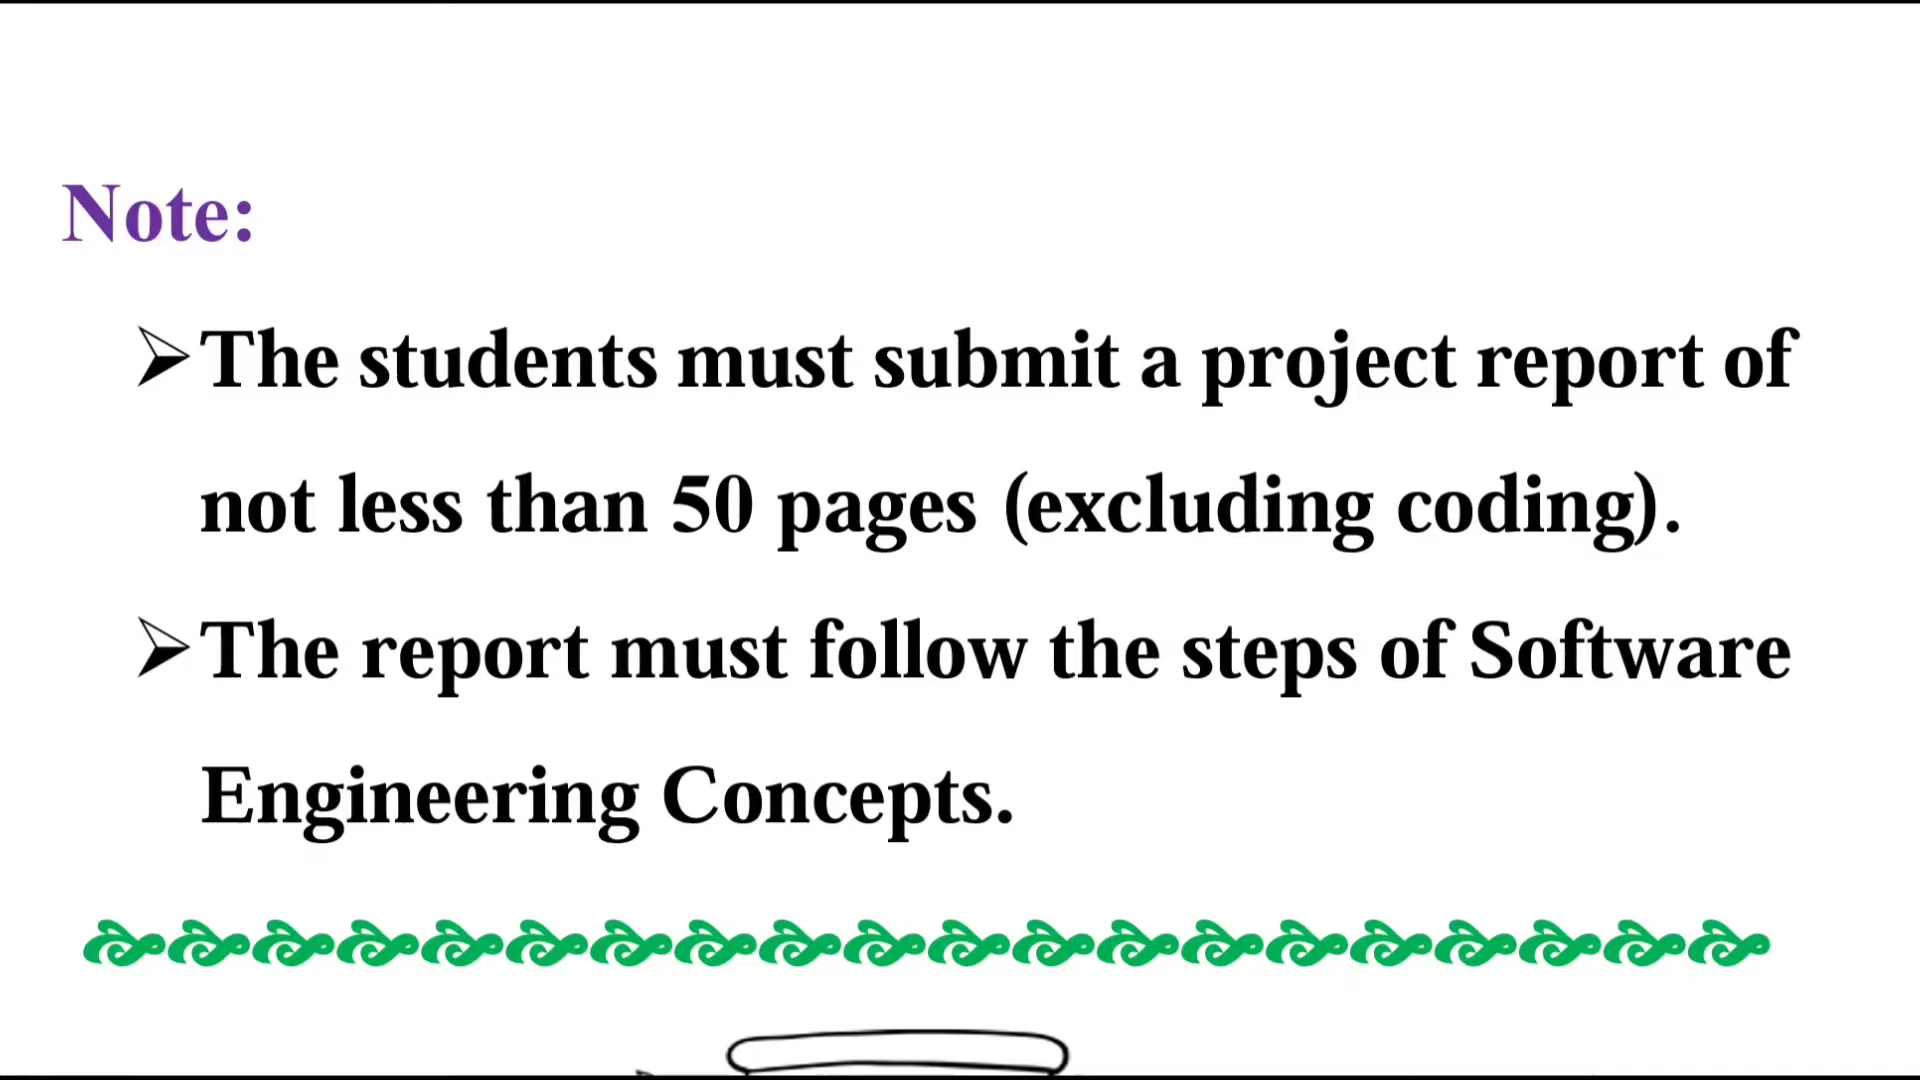 Note:
➢The students must submit a project report of
not less than 50 pages (excluding coding).
➢The report must follow the steps of Software
Engineering Concepts.